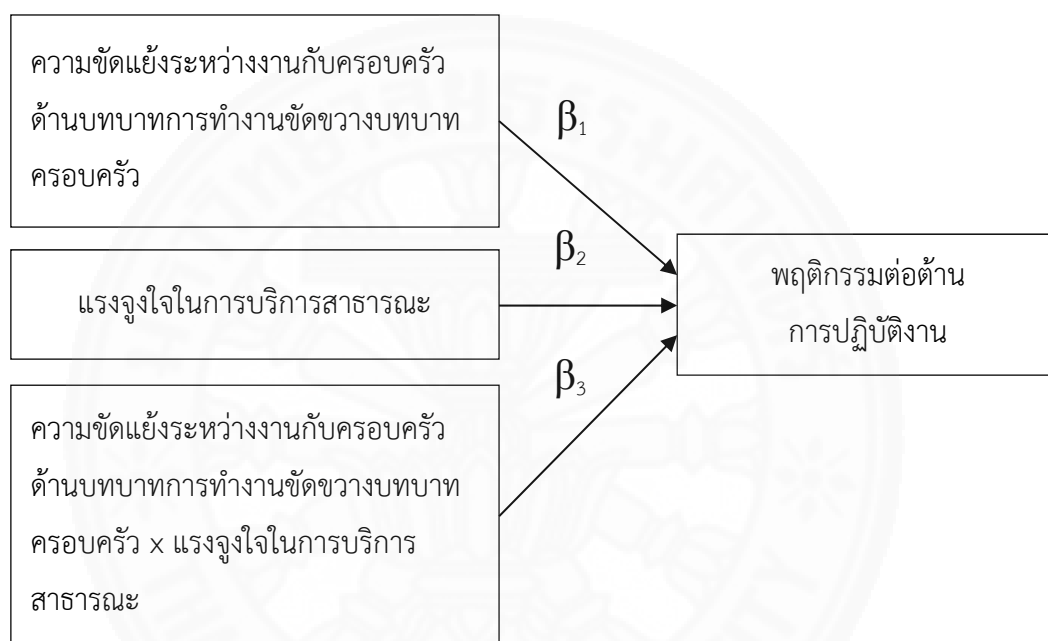 ความขัดแย้งระหว่างงานกับครอบครัว
ด้านบทบาทการทำงานขัดขวางบทบาท
ครอบครัว
β1
แรงจูงใจในการบริการสาธารณะ
β2
พฤติกรรมต่อต้าน
การปฏิบัติงาน
β3
ความขัดแย้งระหว่างงานกับครอบครัว
ด้านบทบาทการทำงานขัดขวางบทบาท
ครอบครัว x แรงจูงใจในการบริการ
สาธารณะ